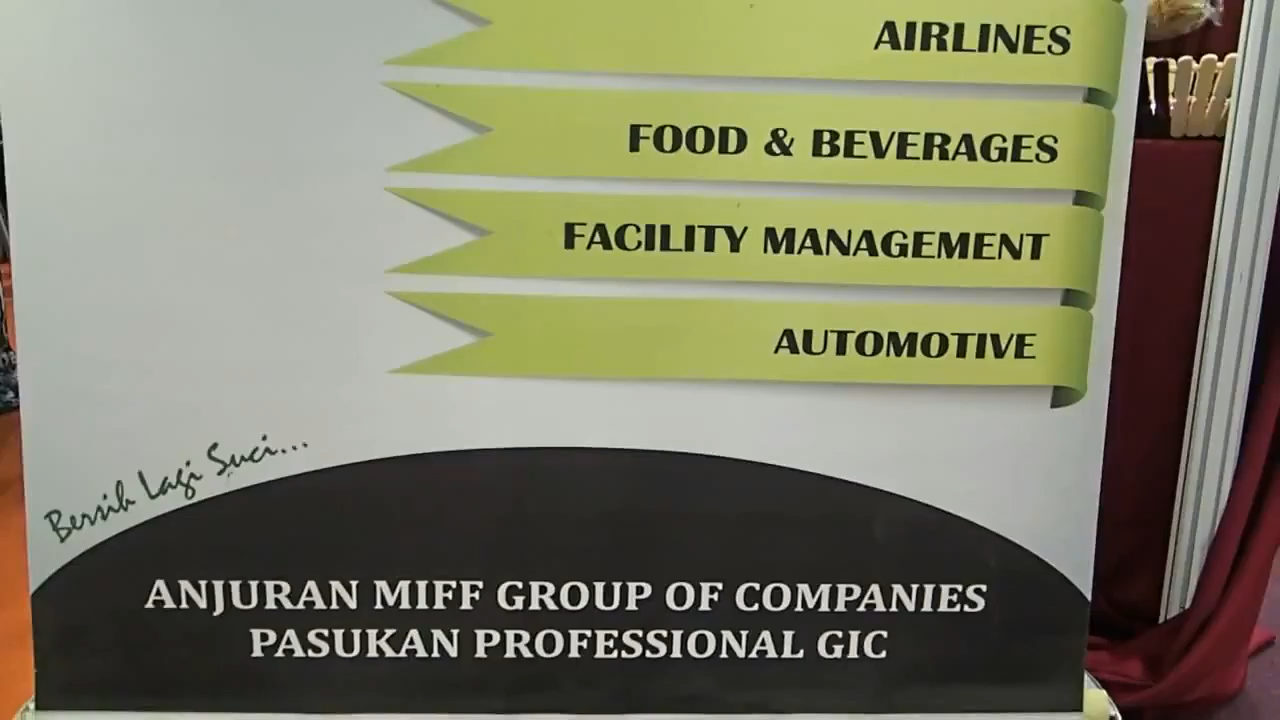 AIRLINES
FOOD & BEVERAGES
FACILITY MANAGEMENT
AUTOMOTIVE
Bersih Lagi Suci...
ANJURAN MIFF GROUP OF COMPANIES
PASUKAN PROFESSIONAL GIC